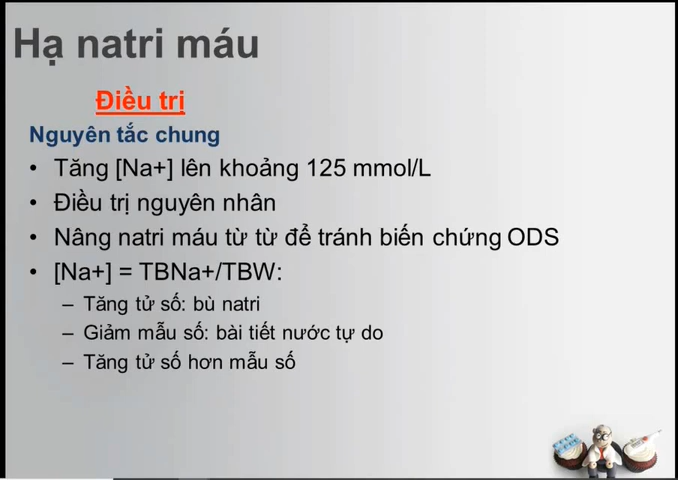 Hạ natri máu
Điều trị
Nguyên tắc chung
• Tăng [Na+] lên khoảng 125 mmol/L
• Điều trị nguyên nhân
• Nâng natri máu từ từ để tránh biến chứng ODS
• [Na+] = TBNa+/TBW:
– Tăng tử số: bù natri
– Giảm mẫu số: bài tiết nước tự do
– Tăng tử số hơn mẫu số